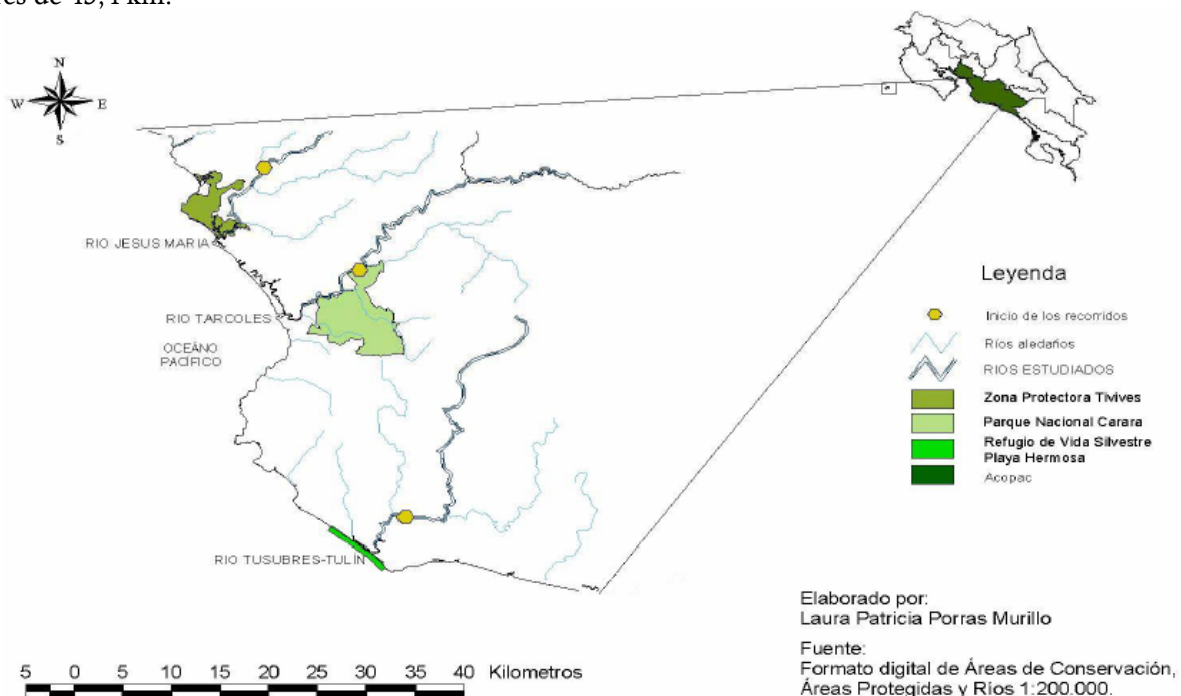 N
W E
S
RIO JESUS MARIA
RIO TARCOLES
OCEÁNO
PACÍFICO
RIO TUSUBRES-TULÍN
Leyenda
Inicio de los recorridos
Ríos aledaños
RIOS ESTUDIADOS
Zona Protectora Tivives
Parque Nacional Carara
Refugio de Vida Silvestre
Playa Hermosa
Acopac
Elaborado por:
Laura Patricia Porras Murillo
Fuente:
Formato digital de Áreas de Conservación,
Áreas Protegidas y Ríos 1:200.000.
5 0 5 10 15 20 25 30 35 40 Kilometros